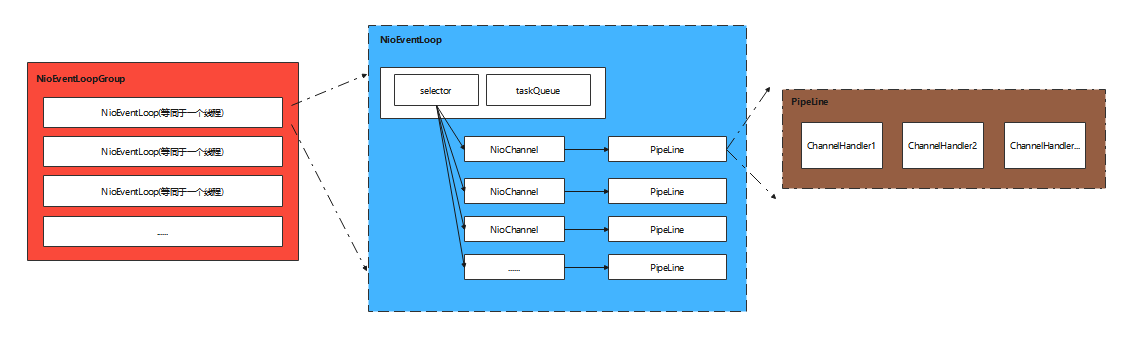 NioEventLoopGroup
NioEventLoop(等同于一个线程)
NioEventLoop(等同于一个线程)
NioEventLoop(等同于一个线程)
......
NioEventLoop
selector
taskQueue
NioChannel
PipeLine
NioChannel
PipeLine
NioChannel
PipeLine
......
PipeLine
PipeLine
ChannelHandler1
ChannelHandler2
ChannelHandler...